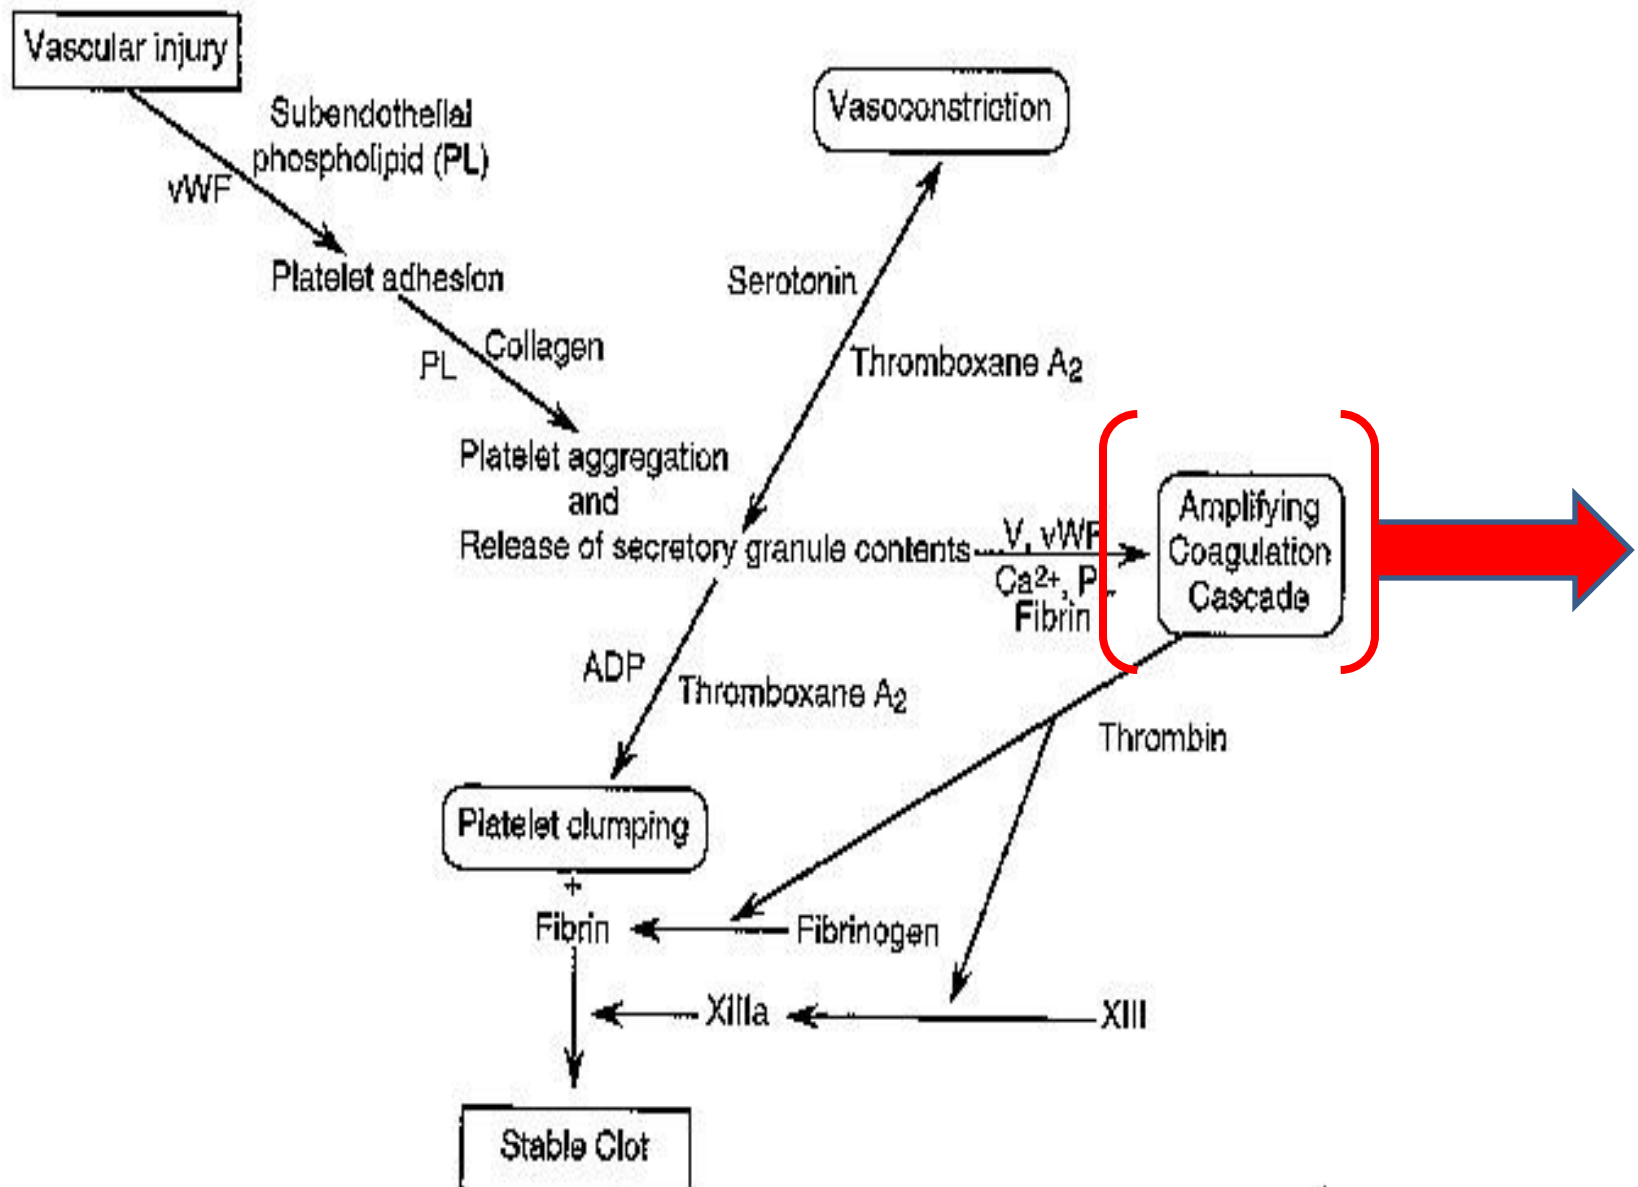 Vascular injury
Subendothelial
phospholipid (PL)
vWF
Vasoconstriction
Platelet adhesion
Serotonin
Collagen
PL
Thromboxane A2
Platelet aggregation
and
Release of secretory granule contents
V, vWF
Ca2+, PL
Fibrin
Amplifying
Coagulation
Cascade
ADP
Thromboxane A2
Thrombin
Platelet clumping
+
Fibrin
Fibrinogen
XIIIa
XIII
Stable Clot